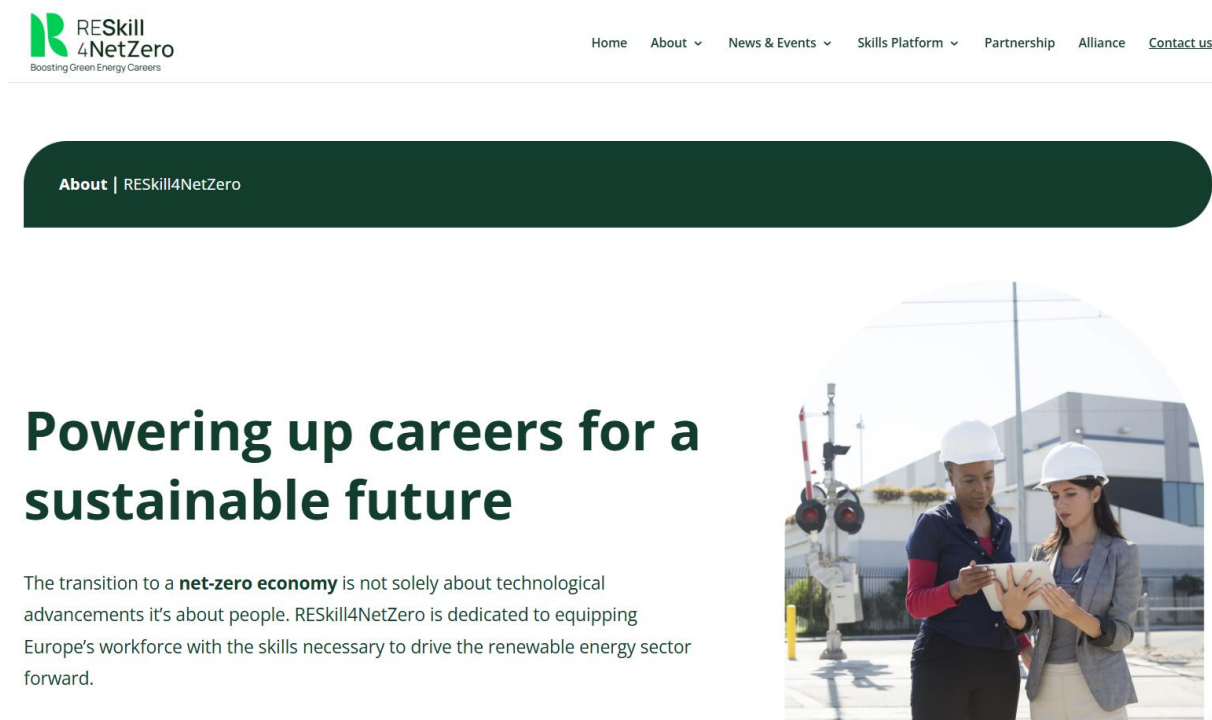 RESkill
4NetZero
Boosting Green Energy Careers
Home About News & Events Skills Platform Partnership Alliance Contact us
About | RESkill4NetZero
Powering up careers for a
sustainable future
The transition to a net-zero economy is not solely about technological
advancements it’s about people. RESkill4NetZero is dedicated to equipping
Europe’s workforce with the skills necessary to drive the renewable energy sector
forward.